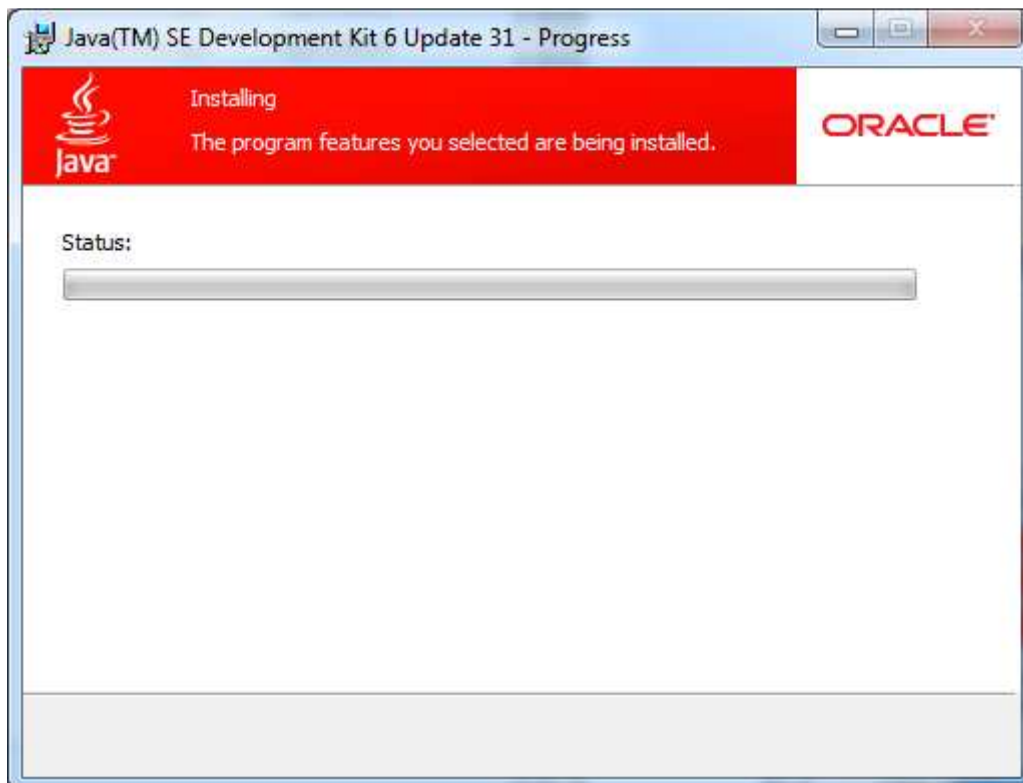 Java(TM) SE Development Kit 6 Update 31 - Progress
Installing
The program features you selected are being installed.
Java™
ORACLE®
Status: